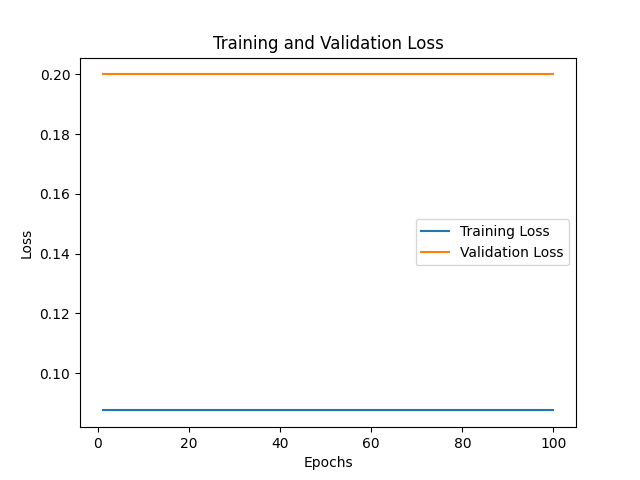 Training and Validation Loss
0.20
0.18
0.16
0.14
0.12
0.10
Loss
Training Loss
Validation Loss
0
20
40
60
80
100
Epochs